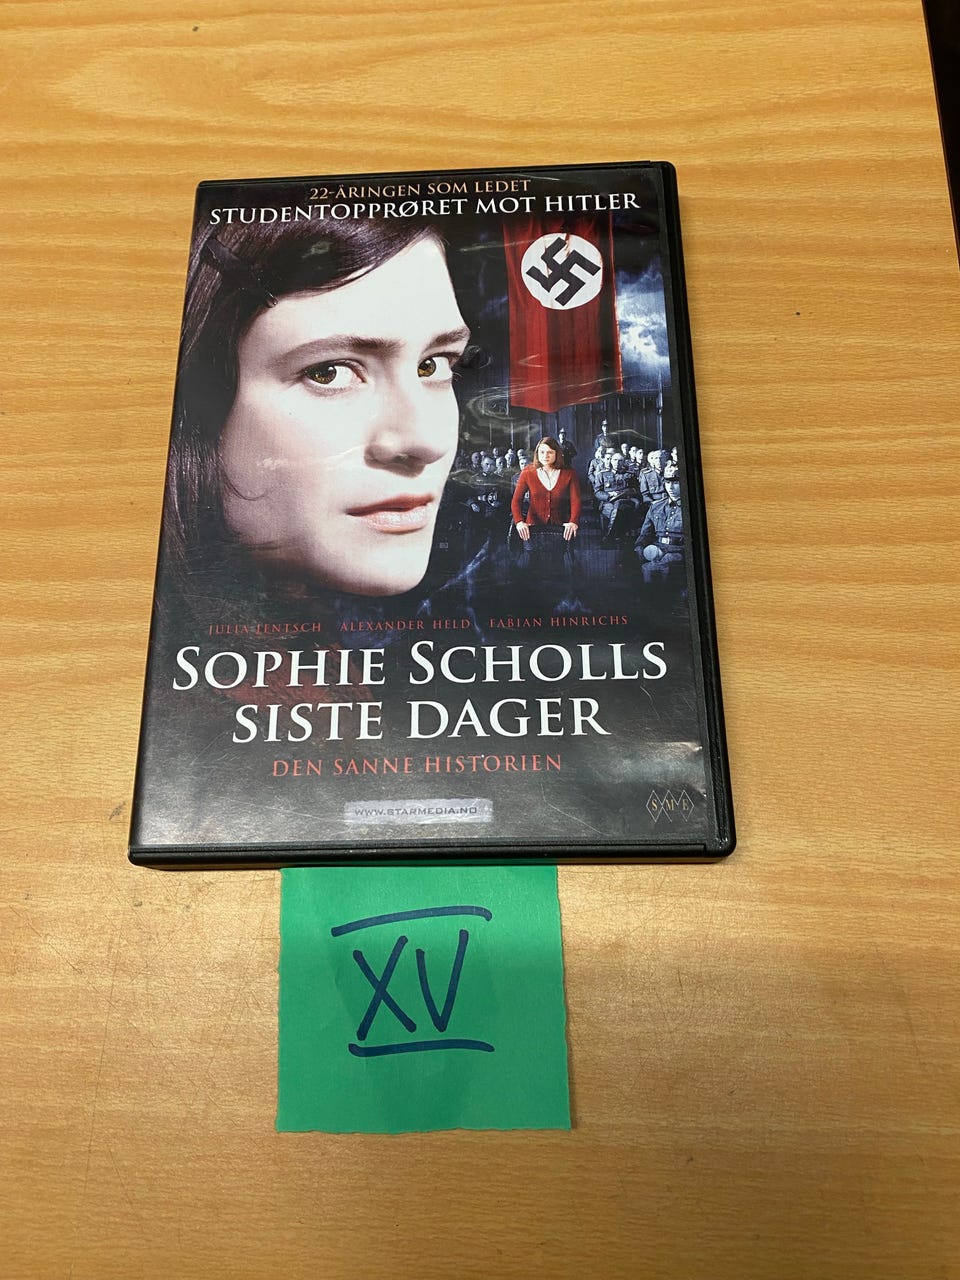 22-ÅRINGEN SOM LEDET
STUDENTOPPRØRET MOT HITLER
JULIA JENTSCH ALEXANDER HELD FABIAN HINRICHS
SOPHIE SCHOLLS
SISTE DAGER
DEN SANNE HISTORIEN
WWW.STARMEDIA.NO
SME
XV